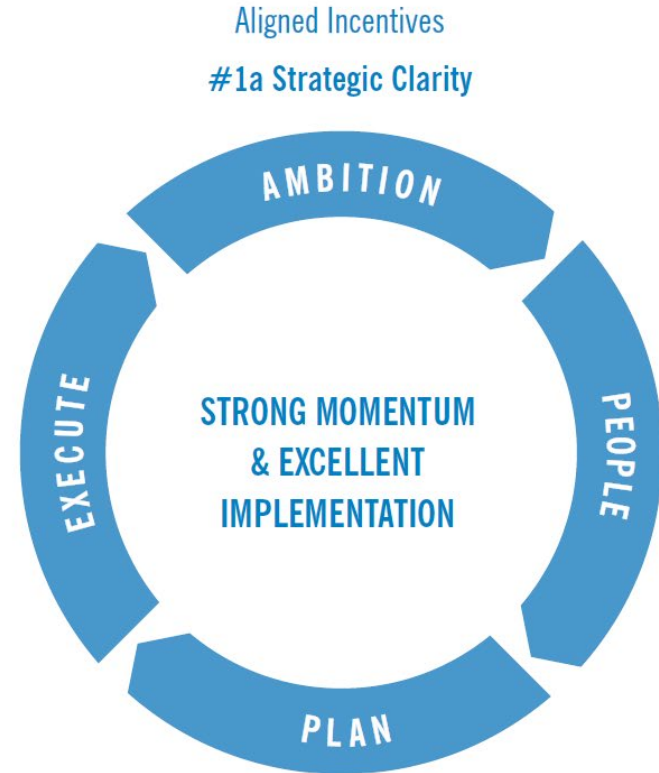 Aligned Incentives
#1a Strategic Clarity
AMBITION
PEOPLE
PLAN
EXECUTE
STRONG MOMENTUM
& EXCELLENT
IMPLEMENTATION